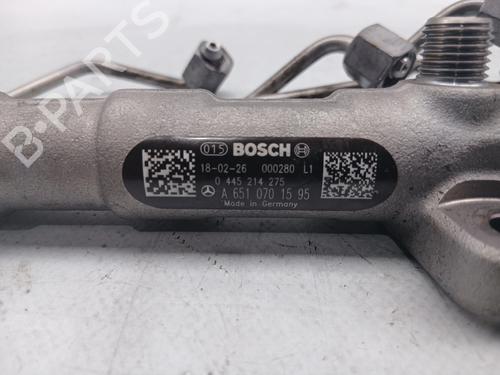 015 BOSCH
18-02-26 000280 L1
0 445 214 275
A 651 070 15 95
Made in Germany
B-PARTS